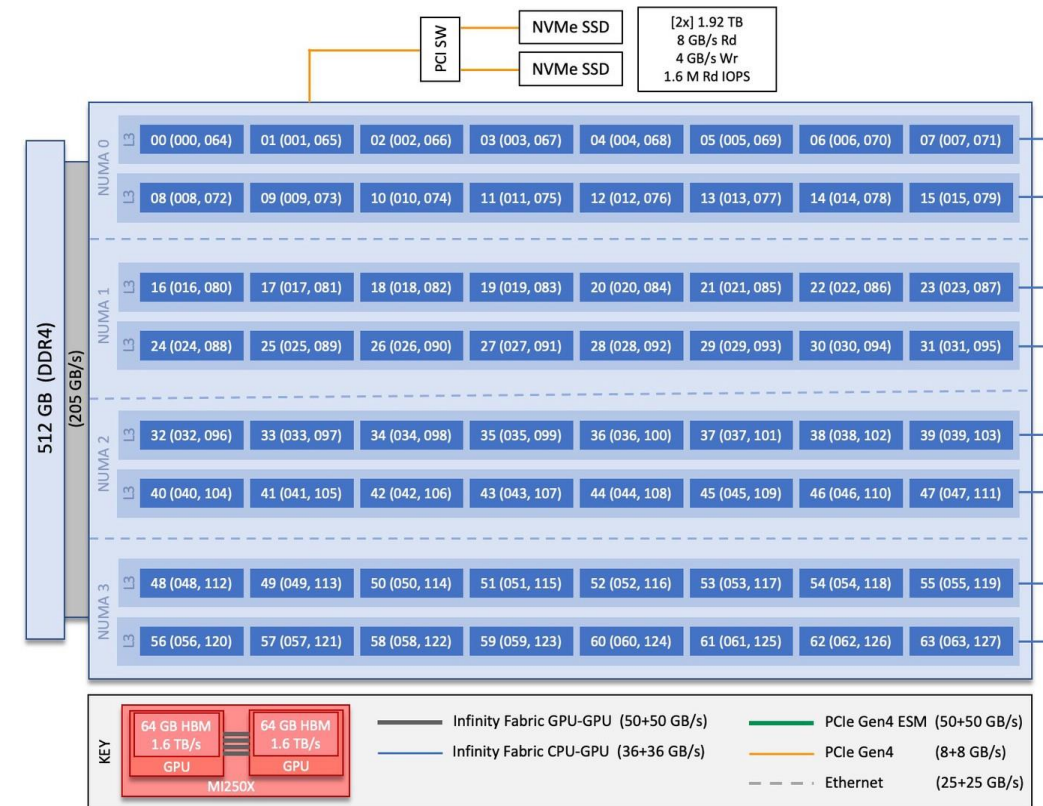 PCI SW
NVMe SSD
NVMe SSD
[2x] 1.92 TB
8 GB/s Rd
4 GB/s Wr
1.6 M Rd IOPS
512 GB (DDR4)
(205 GB/s)
NUMA 0
L3
00 (000, 064) 01 (001, 065) 02 (002, 066) 03 (003, 067) 04 (004, 068) 05 (005, 069) 06 (006, 070) 07 (007, 071)
L3
08 (008, 072) 09 (009, 073) 10 (010, 074) 11 (011, 075) 12 (012, 076) 13 (013, 077) 14 (014, 078) 15 (015, 079)
NUMA 1
L3
16 (016, 080) 17 (017, 081) 18 (018, 082) 19 (019, 083) 20 (020, 084) 21 (021, 085) 22 (022, 086) 23 (023, 087)
L3
24 (024, 088) 25 (025, 089) 26 (026, 090) 27 (027, 091) 28 (028, 092) 29 (029, 093) 30 (030, 094) 31 (031, 095)
NUMA 2
L3
32 (032, 096) 33 (033, 097) 34 (034, 098) 35 (035, 099) 36 (036, 100) 37 (037, 101) 38 (038, 102) 39 (039, 103)
L3
40 (040, 104) 41 (041, 105) 42 (042, 106) 43 (043, 107) 44 (044, 108) 45 (045, 109) 46 (046, 110) 47 (047, 111)
NUMA 3
L3
48 (048, 112) 49 (049, 113) 50 (050, 114) 51 (051, 115) 52 (052, 116) 53 (053, 117) 54 (054, 118) 55 (055, 119)
L3
56 (056, 120) 57 (057, 121) 58 (058, 122) 59 (059, 123) 60 (060, 124) 61 (061, 125) 62 (062, 126) 63 (063, 127)
KEY
64 GB HBM
1.6 TB/s
GPU
64 GB HBM
1.6 TB/s
GPU
MI250X
Infinity Fabric GPU-GPU (50+50 GB/s)
Infinity Fabric CPU-GPU (36+36 GB/s)
PCIe Gen4 ESM (50+50 GB/s)
PCIe Gen4 (8+8 GB/s)
Ethernet (25+25 GB/s)